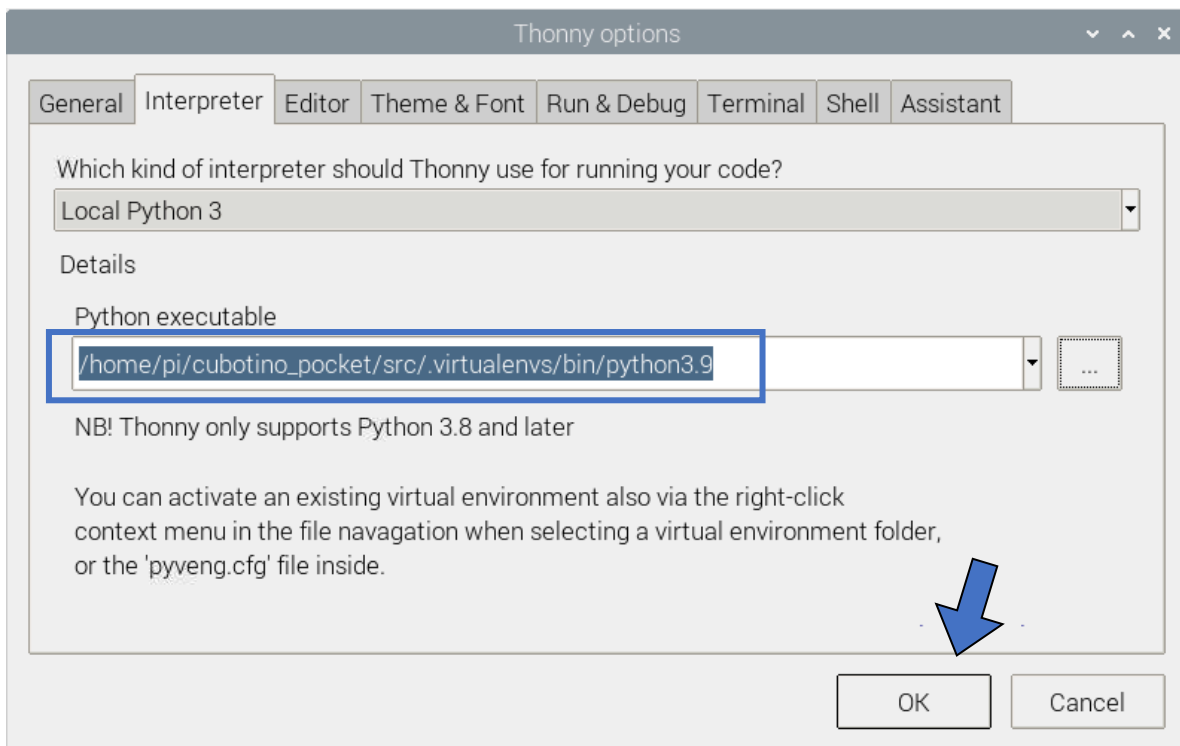 Thonny options
General Interpreter Editor Theme & Font Run & Debug Terminal Shell Assistant
Which kind of interpreter should Thonny use for running your code?
Local Python 3
Details
Python executable
/home/pi/cubotino_pocket/src/.virtualenvs/bin/python3.9
...
NB! Thonny only supports Python 3.8 and later
You can activate an existing virtual environment also via the right-click
context menu in the file navagation when selecting a virtual environment folder,
or the 'pyveng.cfg' file inside.
OK Cancel